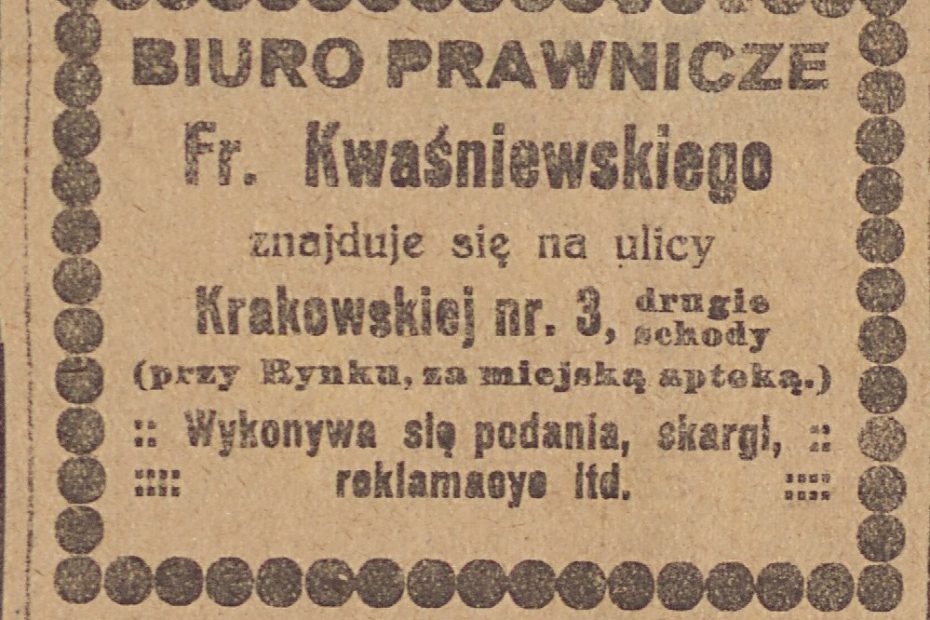 BIURO PRAWNICZE
Fr. Kwaśniewskiego
znajduje się na ulicy
Krakowskiej nr. 3, drugie schody
(przy Rynku, za miejską apteką.)
:: Wykonywa się podania, skargi, ::
:::: reklamacye itd. ::::